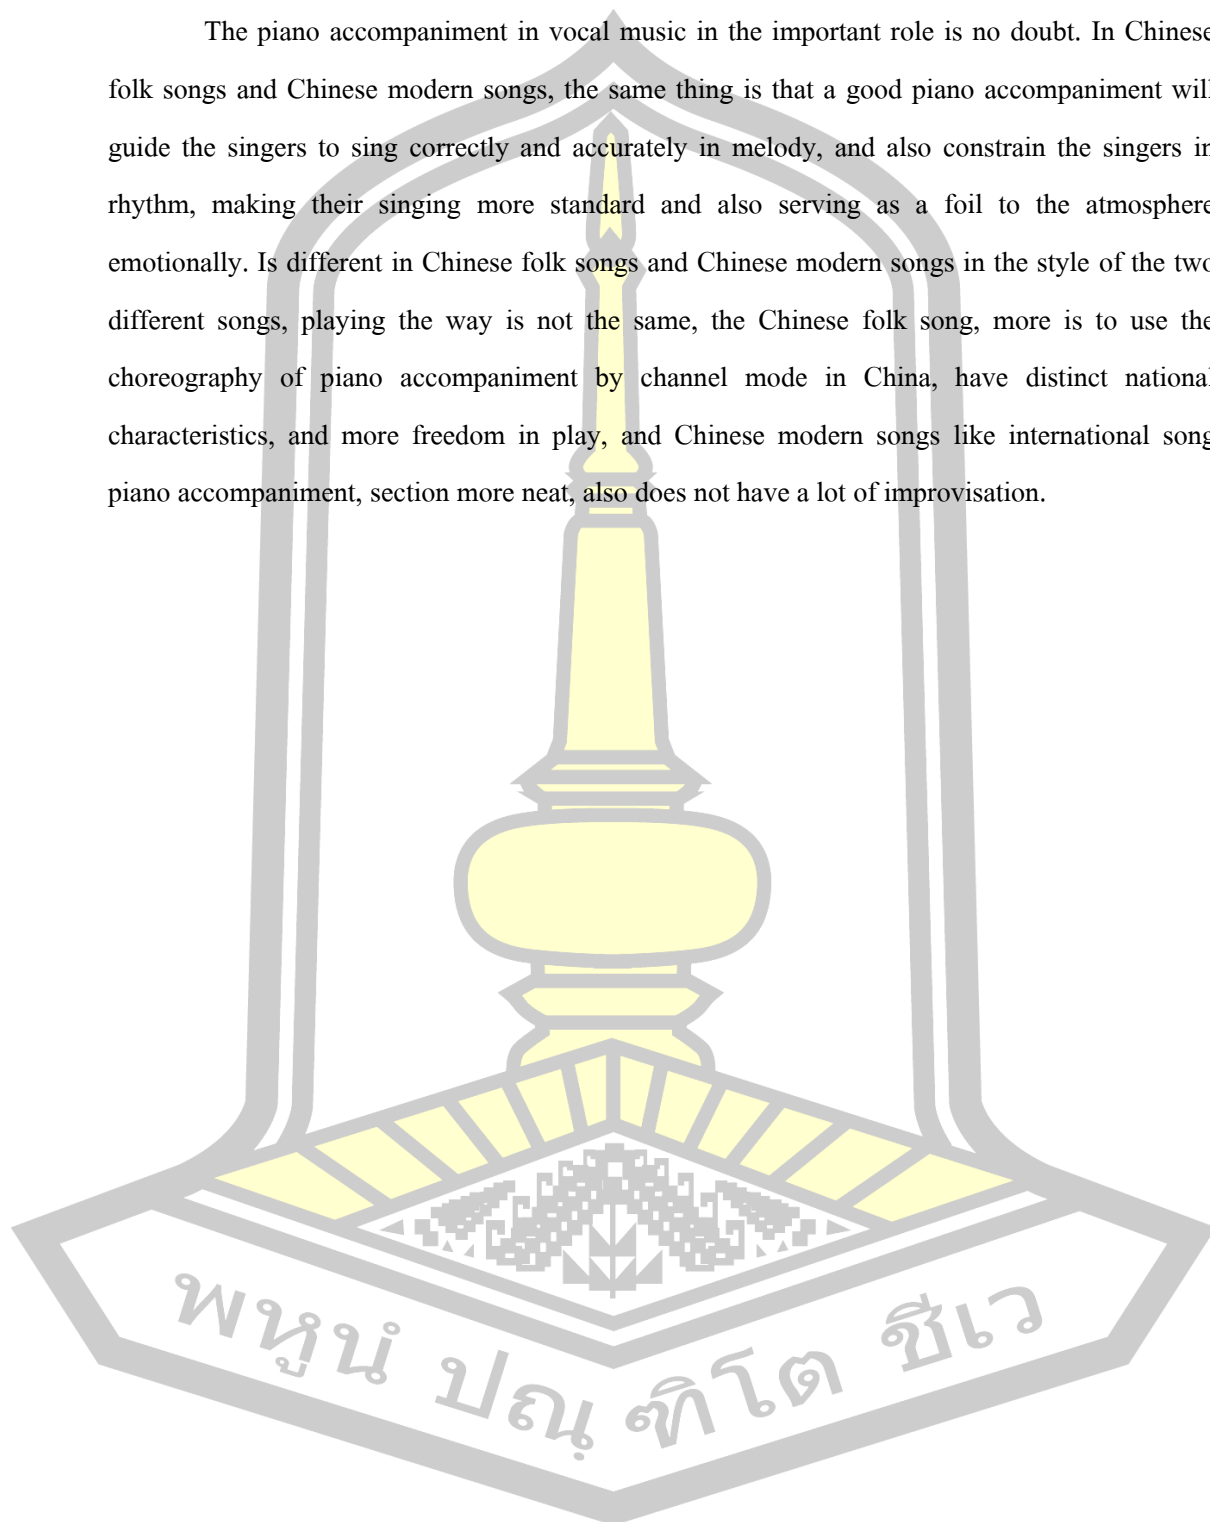 The piano accompaniment in vocal music in the important role is no doubt. In Chinese
folk songs and Chinese modern songs, the same thing is that a good piano accompaniment will
guide the singers to sing correctly and accurately in melody, and also constrain the singers in
rhythm, making their singing more standard and also serving as a foil to the atmosphere
emotionally. Is different in Chinese folk songs and Chinese modern songs in the style of the two
different songs, playing the way is not the same, the Chinese folk song, more is to use the
choreography of piano accompaniment by channel mode in China, have distinct national
characteristics, and more freedom in play, and Chinese modern songs like international song
piano accompaniment, section more neat, also does not have a lot of improvisation.
พหูนํ ปณฺฑิโต ชีเว